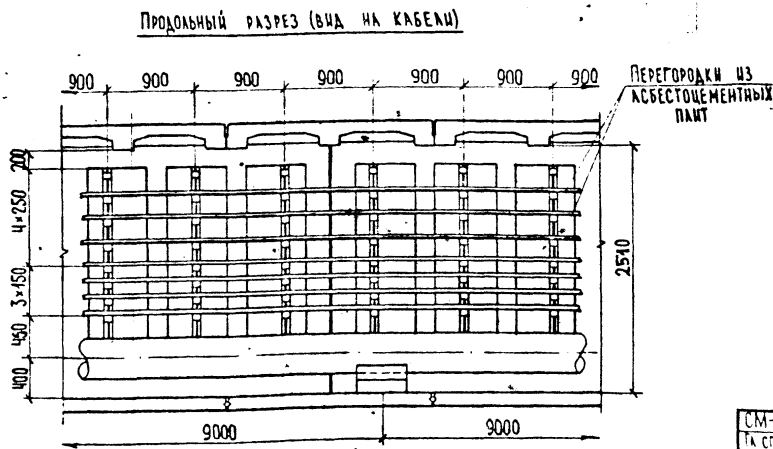 Продольный разрез (вид на кабели)
900 900 900 900 900 900 900
Перегородки из
асбестоцементных
плит
200
4×250
3×150
450
400
2510
9000 9000
СМ-